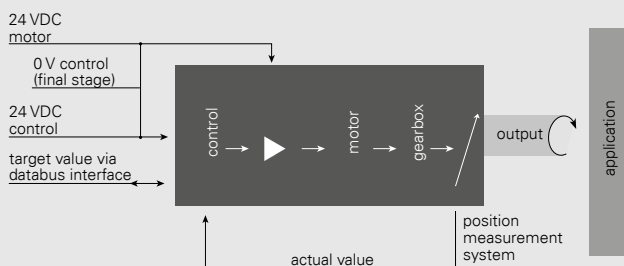 24 VDC
motor
0 V control
(final stage)
24 VDC
control
target value via
databus interface
control
motor
gearbox
output
application
position
measurement
system
actual value